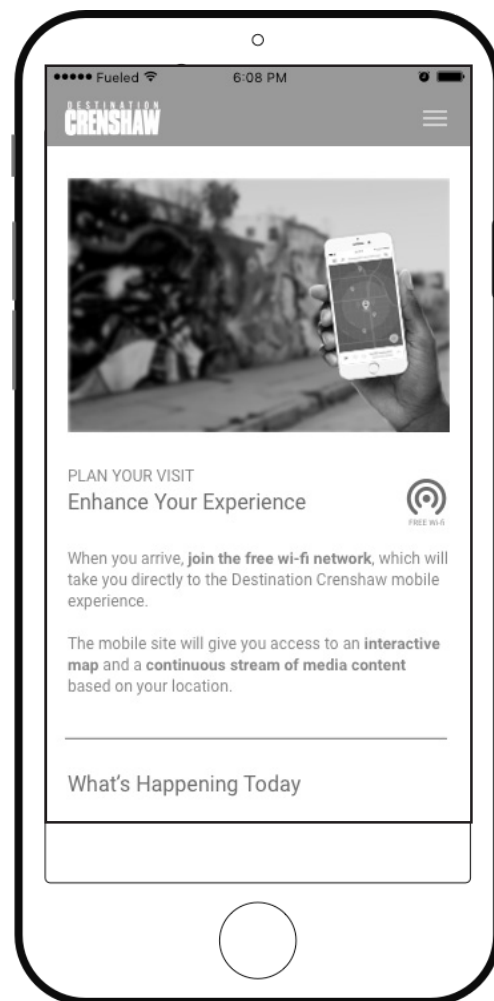 Fueled
6:08 PM
DESTINATION
CRENSHAW
PLAN YOUR VISIT
Enhance Your Experience
FREE Wi-fi
When you arrive, join the free wi-fi network, which will
take you directly to the Destination Crenshaw mobile
experience.
The mobile site will give you access to an interactive
map and a continuous stream of media content
based on your location.
What's Happening Today